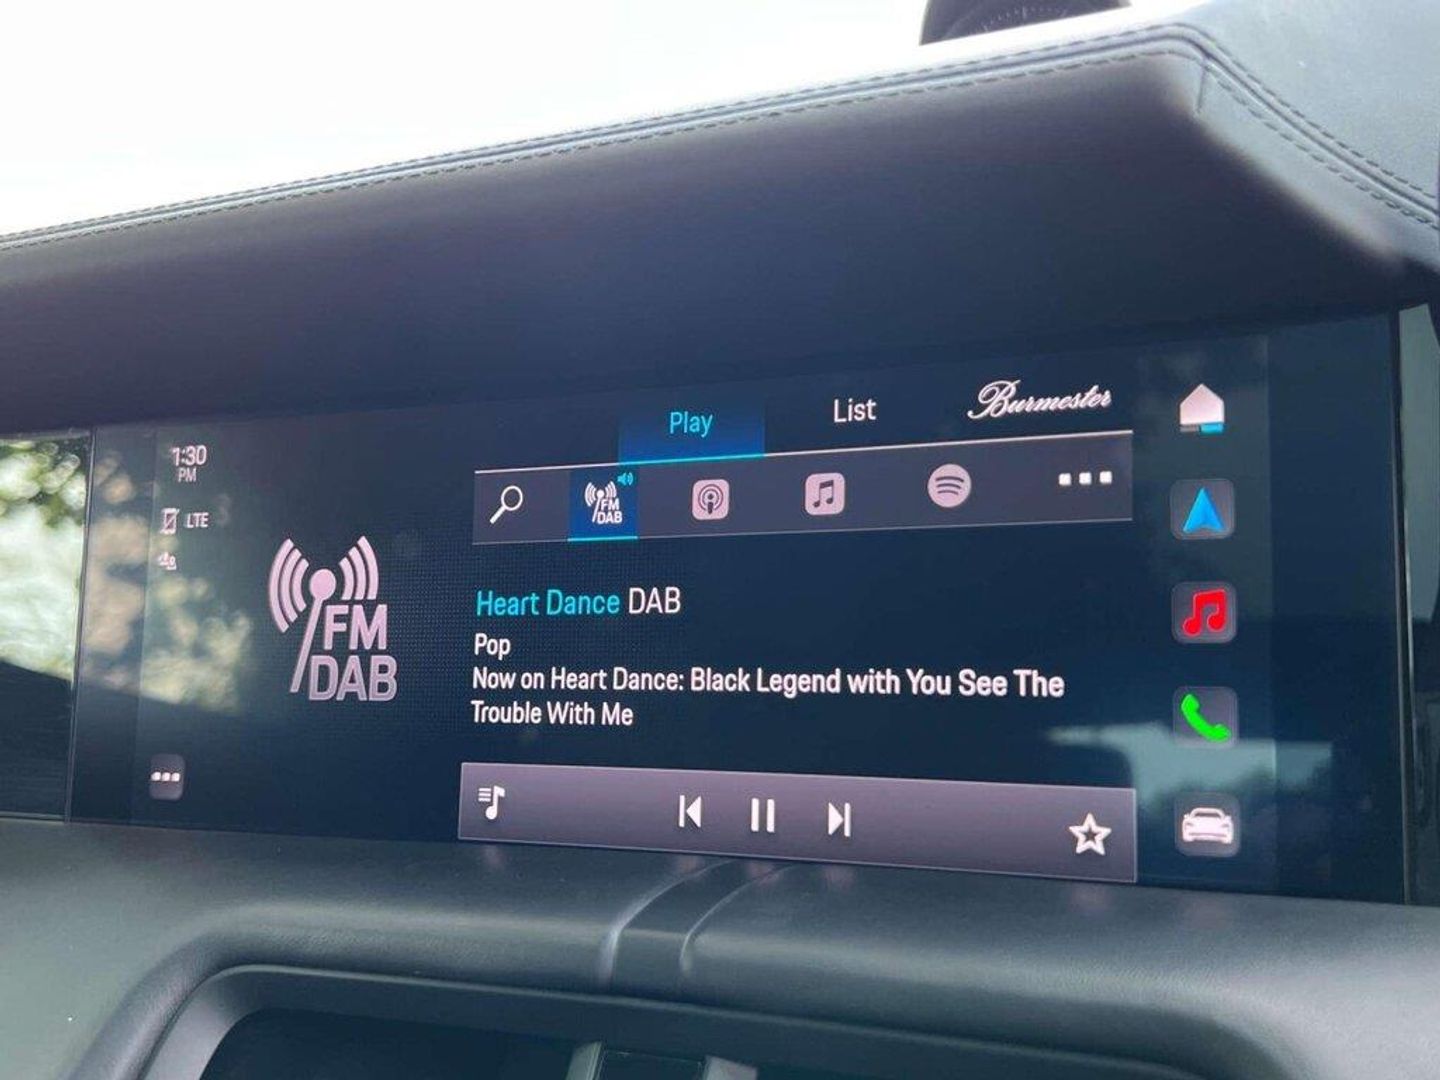 Play
List
Burmester
1:30
PM
LTE
FM
DAB
FM
DAB
Heart Dance DAB
Pop
Now on Heart Dance: Black Legend with You See The
Trouble With Me